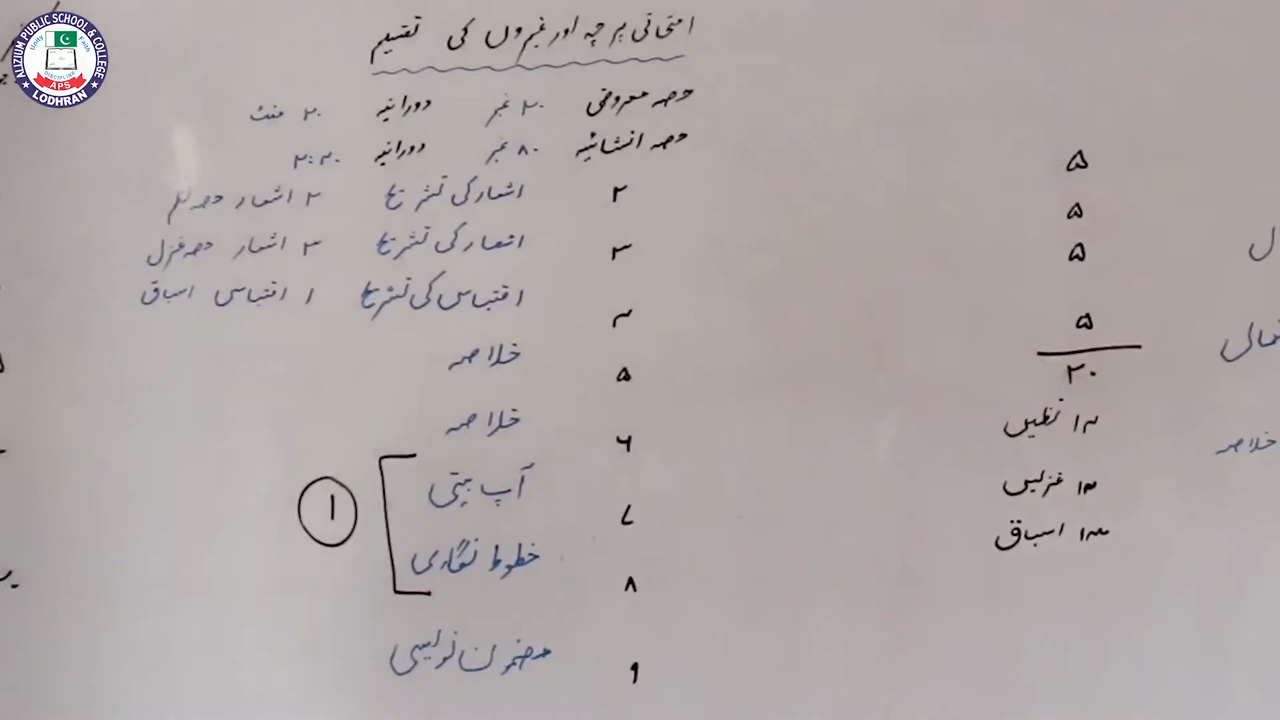 ALIZIUM PUBLIC SCHOOL & COLLEGE
Unity
Faith
DISCIPLINE
APS
LODHRAN
امتحانی پرچہ اور نمبروں کی تقسیم
حصہ معروضی ۲۰ نمبر دورانیہ ۲۰ منٹ
حصہ انشائیہ ۸۰ نمبر دورانیہ ۲:۴۰
۲ اشعار کی تشریح ۲ اشعار حصہ نظم
۳ اشعار کی تشریح ۳ اشعار حصہ غزل
۴ اقتباس کی تشریح ۱ اقتباس اسباق
۵ خلاصہ
۶ خلاصہ
۷ آپ بیتی
۸ خطوط نگاری
۱
۹ مضمون نویسی
۵
۵
۵
۵
۲۰
نظمیں
غزلیں
اسباق
خلاصہ